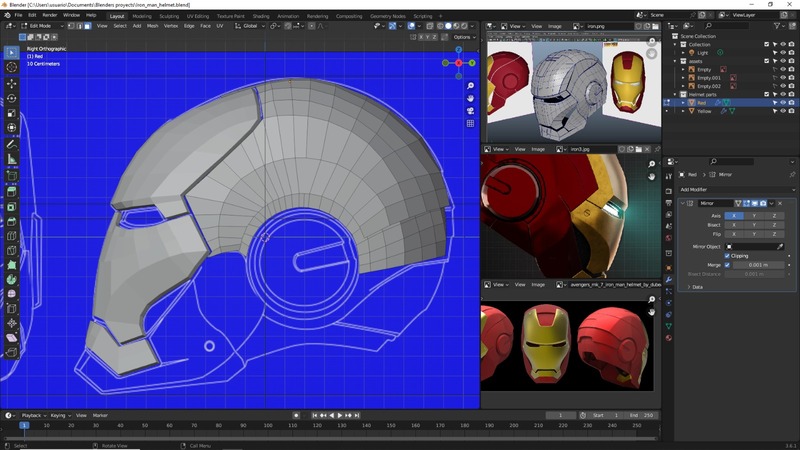 Blender [C:\Users\usuario\Documents\Blenders proyects\iron_man_helmet.blend]
File Edit Render Window Help Layout Modeling Sculpting UV Editing Texture Paint Shading Animation Rendering Compositing Geometry Nodes Scripting Scene ViewLayer
Edit Mode View Select Add Mesh Vertex Edge Face UV Global
X Y Z Options
Right Orthographic
(1) Red
10 Centimeters
View View Image iron.png
View View Image iron3.jpg
View View Image avengers_mk_7_iron_man_helmet_by_dube
Scene Collection
Collection
Light
assets
Empty
Empty.001
Empty.002
Helmet parts
Red
Yellow
Red Mirror
Add Modifier
Mirror
Axis X Y Z
Bisect X Y Z
Flip X Y Z
Mirror Object
Clipping
Merge 0.001 m
Bisect Distance 0.001 m
Data
Playback Keying View Marker 1 Start 1 End 250
1 10 20 30 40 50 60 70 80 90 100 110 120 130 140 150 160 170 180 190 200 210 220 230 240 250
Select Rotate View Call Menu 3.6.1